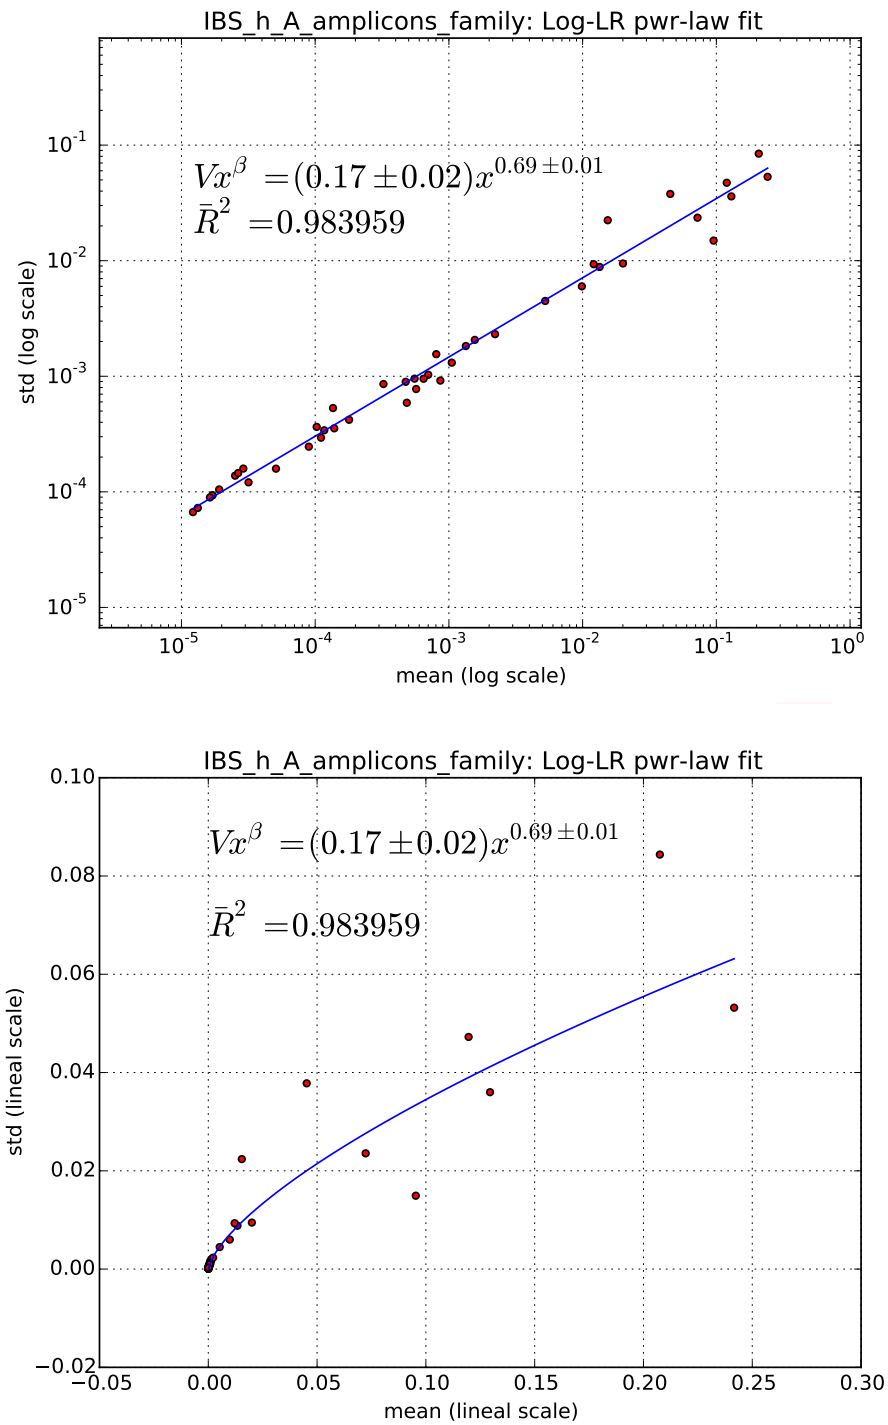 IBS_h_A_amplicons_family: Log-LR pwr-law fit
10⁻¹
Vx^β =(0.17±0.02)x^0.69±0.01
R̄² =0.983959
10⁻²
std (log scale)
10⁻³
10⁻⁴
10⁻⁵
10⁻⁵ 10⁻⁴ 10⁻³ 10⁻² 10⁻¹ 10⁰
mean (log scale)
IBS_h_A_amplicons_family: Log-LR pwr-law fit
0.10
Vx^β =(0.17±0.02)x^0.69±0.01
0.08
R̄² =0.983959
0.06
std (lineal scale)
0.04
0.02
0.00
−0.02
−0.05 0.00 0.05 0.10 0.15 0.20 0.25 0.30
mean (lineal scale)